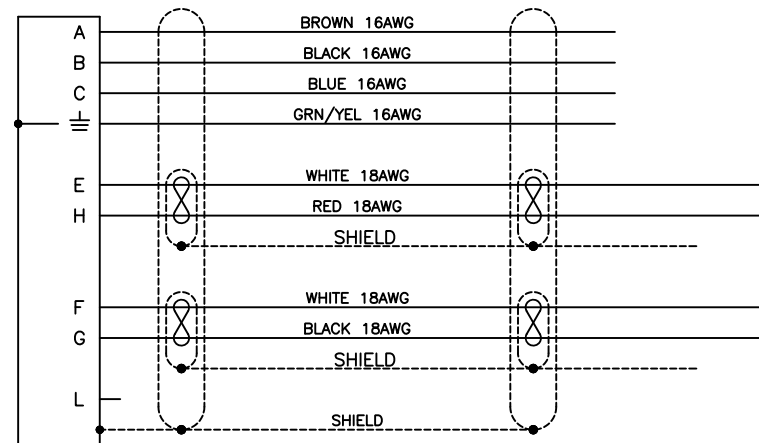 A BROWN 16AWG
B BLACK 16AWG
C BLUE 16AWG
GRN/YEL 16AWG
E WHITE 18AWG
H RED 18AWG
SHIELD
F WHITE 18AWG
G BLACK 18AWG
SHIELD
L
SHIELD